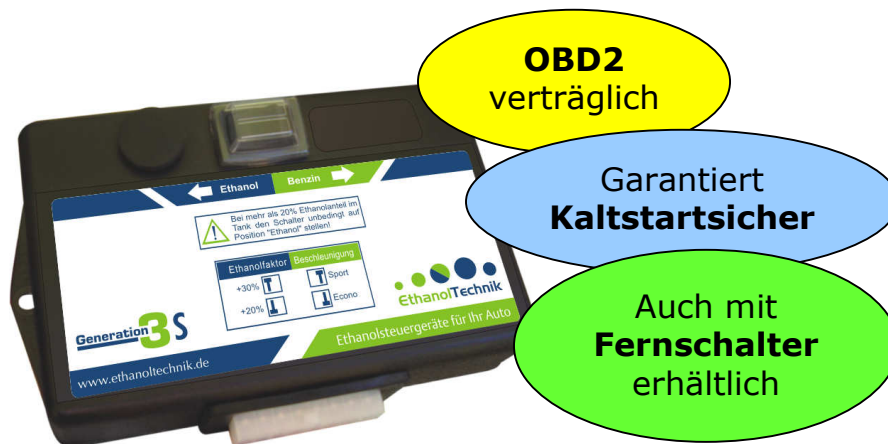 OBD2
verträglich
Garantiert
Kaltstartsicher
Auch mit
Fernschalter
erhältlich
Ethanol Benzin
Bei mehr als 20% Ethanolanteil im
Tank den Schalter unbedingt auf
Position "Ethanol" stellen!
Ethanolfaktor Beschleunigung
+30% Sport
+20% Econo
EthanolTechnik
Generation 3S
Ethanolsteuergeräte für Ihr Auto
www.ethanoltechnik.de